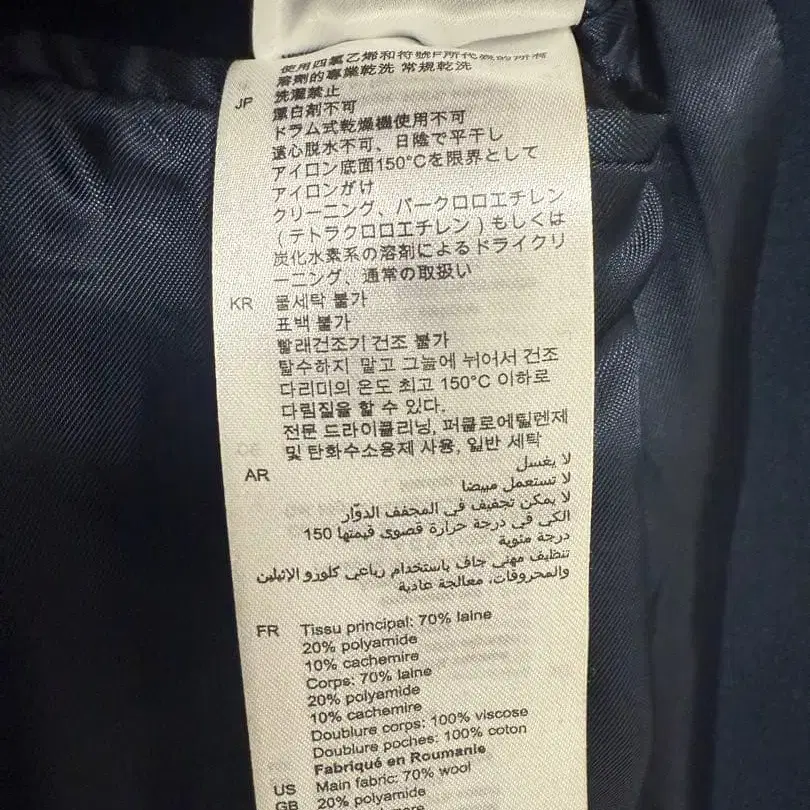 使用四氯乙烯和符號F所代表的所有
溶劑的專業乾洗 常規乾洗
JP 洗濯禁止
漂白剤不可
ドラム式乾燥機使用不可
遠心脱水不可、日陰で平干し
アイロン底面150°Cを限界として
アイロンがけ
クリーニング、パークロロエチレン
(テトラクロロエチレン)もしくは
炭化水素系の溶剤によるドライクリ
ーニング、通常の取扱い
KR 물세탁 불가
표백 불가
빨래건조기 건조 불가
탈수하지 말고 그늘에 뉘어서 건조
다리미의 온도 최고 150°C 이하로
다림질을 할 수 있다.
전문 드라이클리닝, 퍼클로에틸렌제
및 탄화수소용제 사용, 일반 세탁
AR لا يغسل
لا تستعمل مبيضا
لا يمكن تجفيف في المجفف الدوّار
الكي في درجة حرارة قصوى قيمتها 150
درجة مئوية
تنظيف مهني جاف باستخدام رباعي كلورو الإثيلين
والمحروقات، معالجة عادية
FR Tissu principal: 70% laine
20% polyamide
10% cachemire
Corps: 70% laine
20% polyamide
10% cachemire
Doublure corps: 100% viscose
Doublure poches: 100% coton
Fabriqué en Roumanie
US Main fabric: 70% wool
GB 20% polyamide